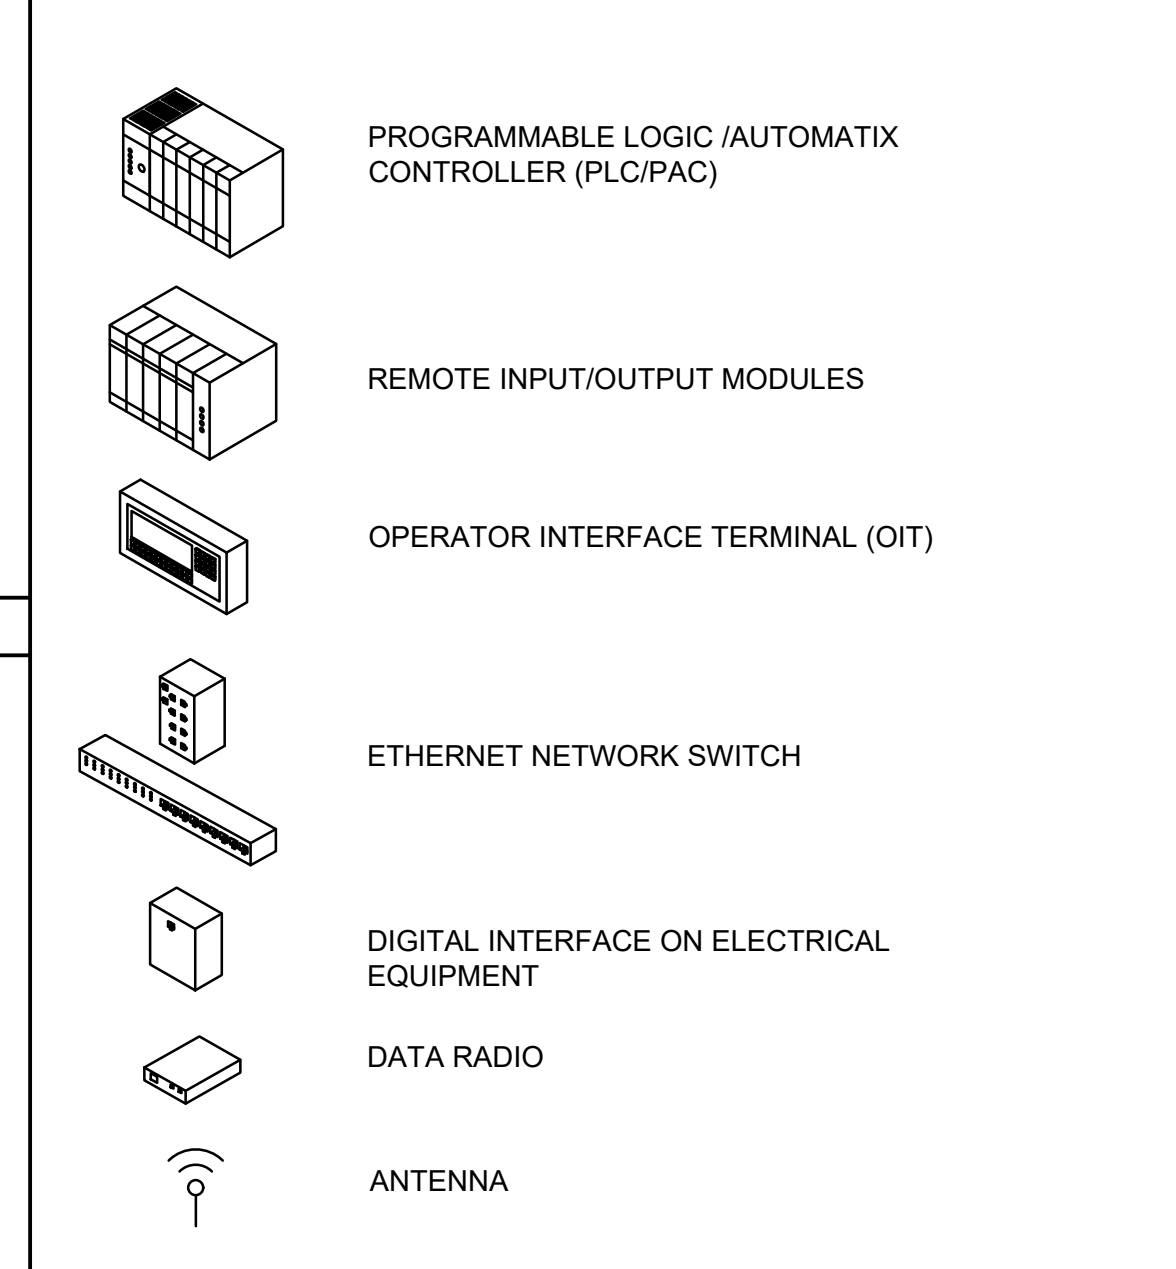 PROGRAMMABLE LOGIC /AUTOMATIX
CONTROLLER (PLC/PAC)
REMOTE INPUT/OUTPUT MODULES
OPERATOR INTERFACE TERMINAL (OIT)
ETHERNET NETWORK SWITCH
DIGITAL INTERFACE ON ELECTRICAL
EQUIPMENT
DATA RADIO
ANTENNA